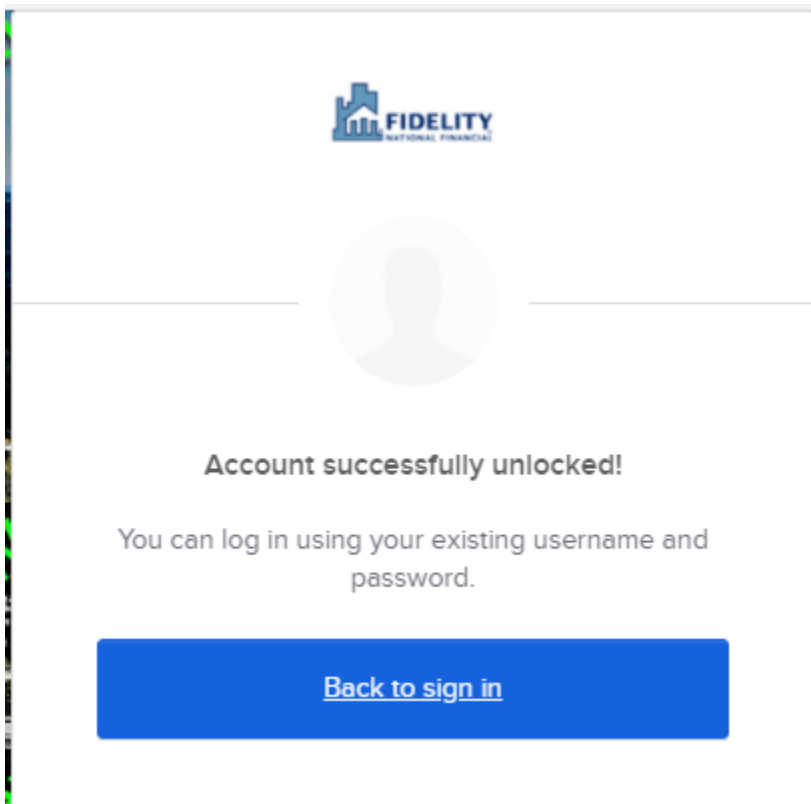 FIDELITY
NATIONAL FINANCIAL
Account successfully unlocked!
You can log in using your existing username and
password.
Back to sign in